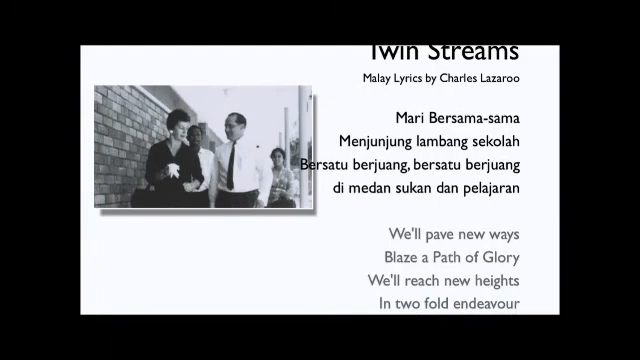 Twin Streams
Malay Lyrics by Charles Lazaroo
Mari Bersama-sama
Menjunjung lambang sekolah
Bersatu berjuang, bersatu berjuang
di medan sukan dan pelajaran
We'll pave new ways
Blaze a Path of Glory
We'll reach new heights
In two fold endeavour